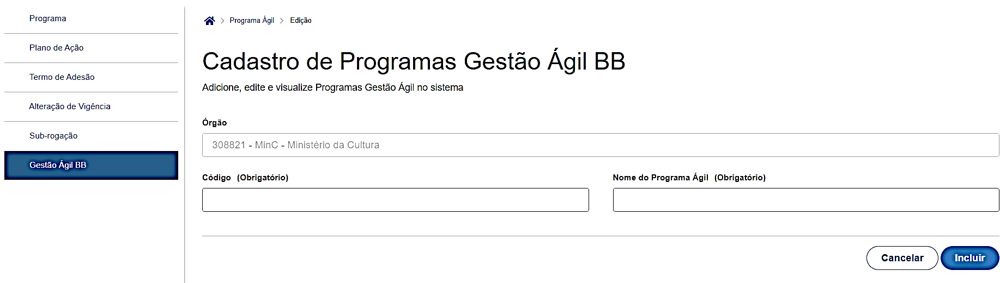 Programa
Plano de Ação
Termo de Adesão
Alteração de Vigência
Sub-rogação
Gestão Ágil BB
Programa Ágil Edição
Cadastro de Programas Gestão Ágil BB
Adicione, edite e visualize Programas Gestão Ágil no sistema
Órgão
308821 - MinC - Ministério da Cultura
Código (Obrigatório) Nome do Programa Ágil (Obrigatório)
Cancelar Incluir